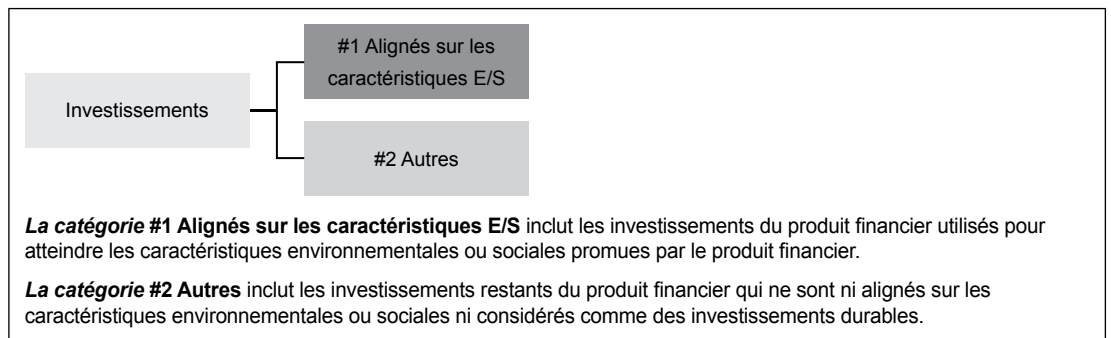 #1 Alignés sur les
caractéristiques E/S
Investissements
#2 Autres
La catégorie #1 Alignés sur les caractéristiques E/S inclut les investissements du produit financier utilisés pour
atteindre les caractéristiques environnementales ou sociales promues par le produit financier.
La catégorie #2 Autres inclut les investissements restants du produit financier qui ne sont ni alignés sur les
caractéristiques environnementales ou sociales ni considérés comme des investissements durables.